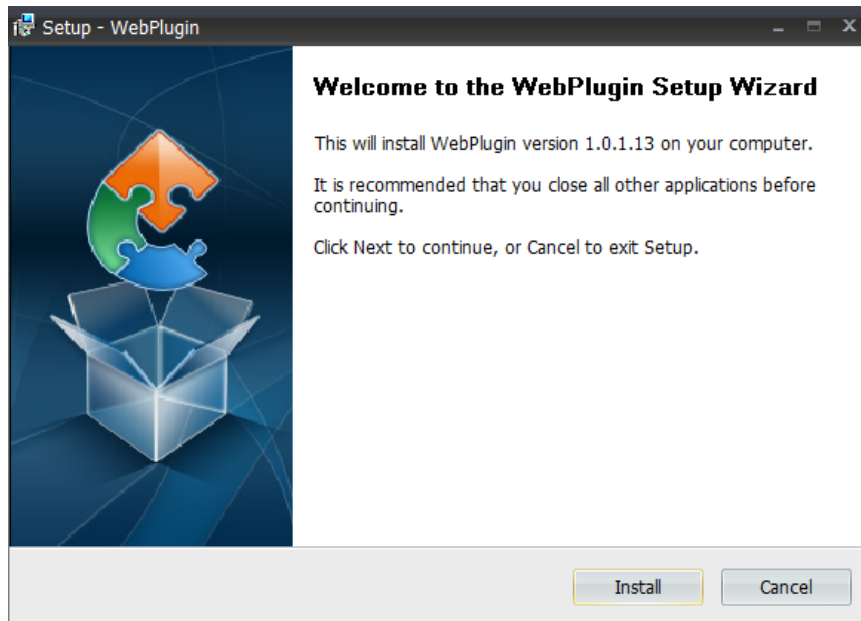 Setup - WebPlugin
Welcome to the WebPlugin Setup Wizard
This will install WebPlugin version 1.0.1.13 on your computer.
It is recommended that you close all other applications before
continuing.
Click Next to continue, or Cancel to exit Setup.
Install
Cancel